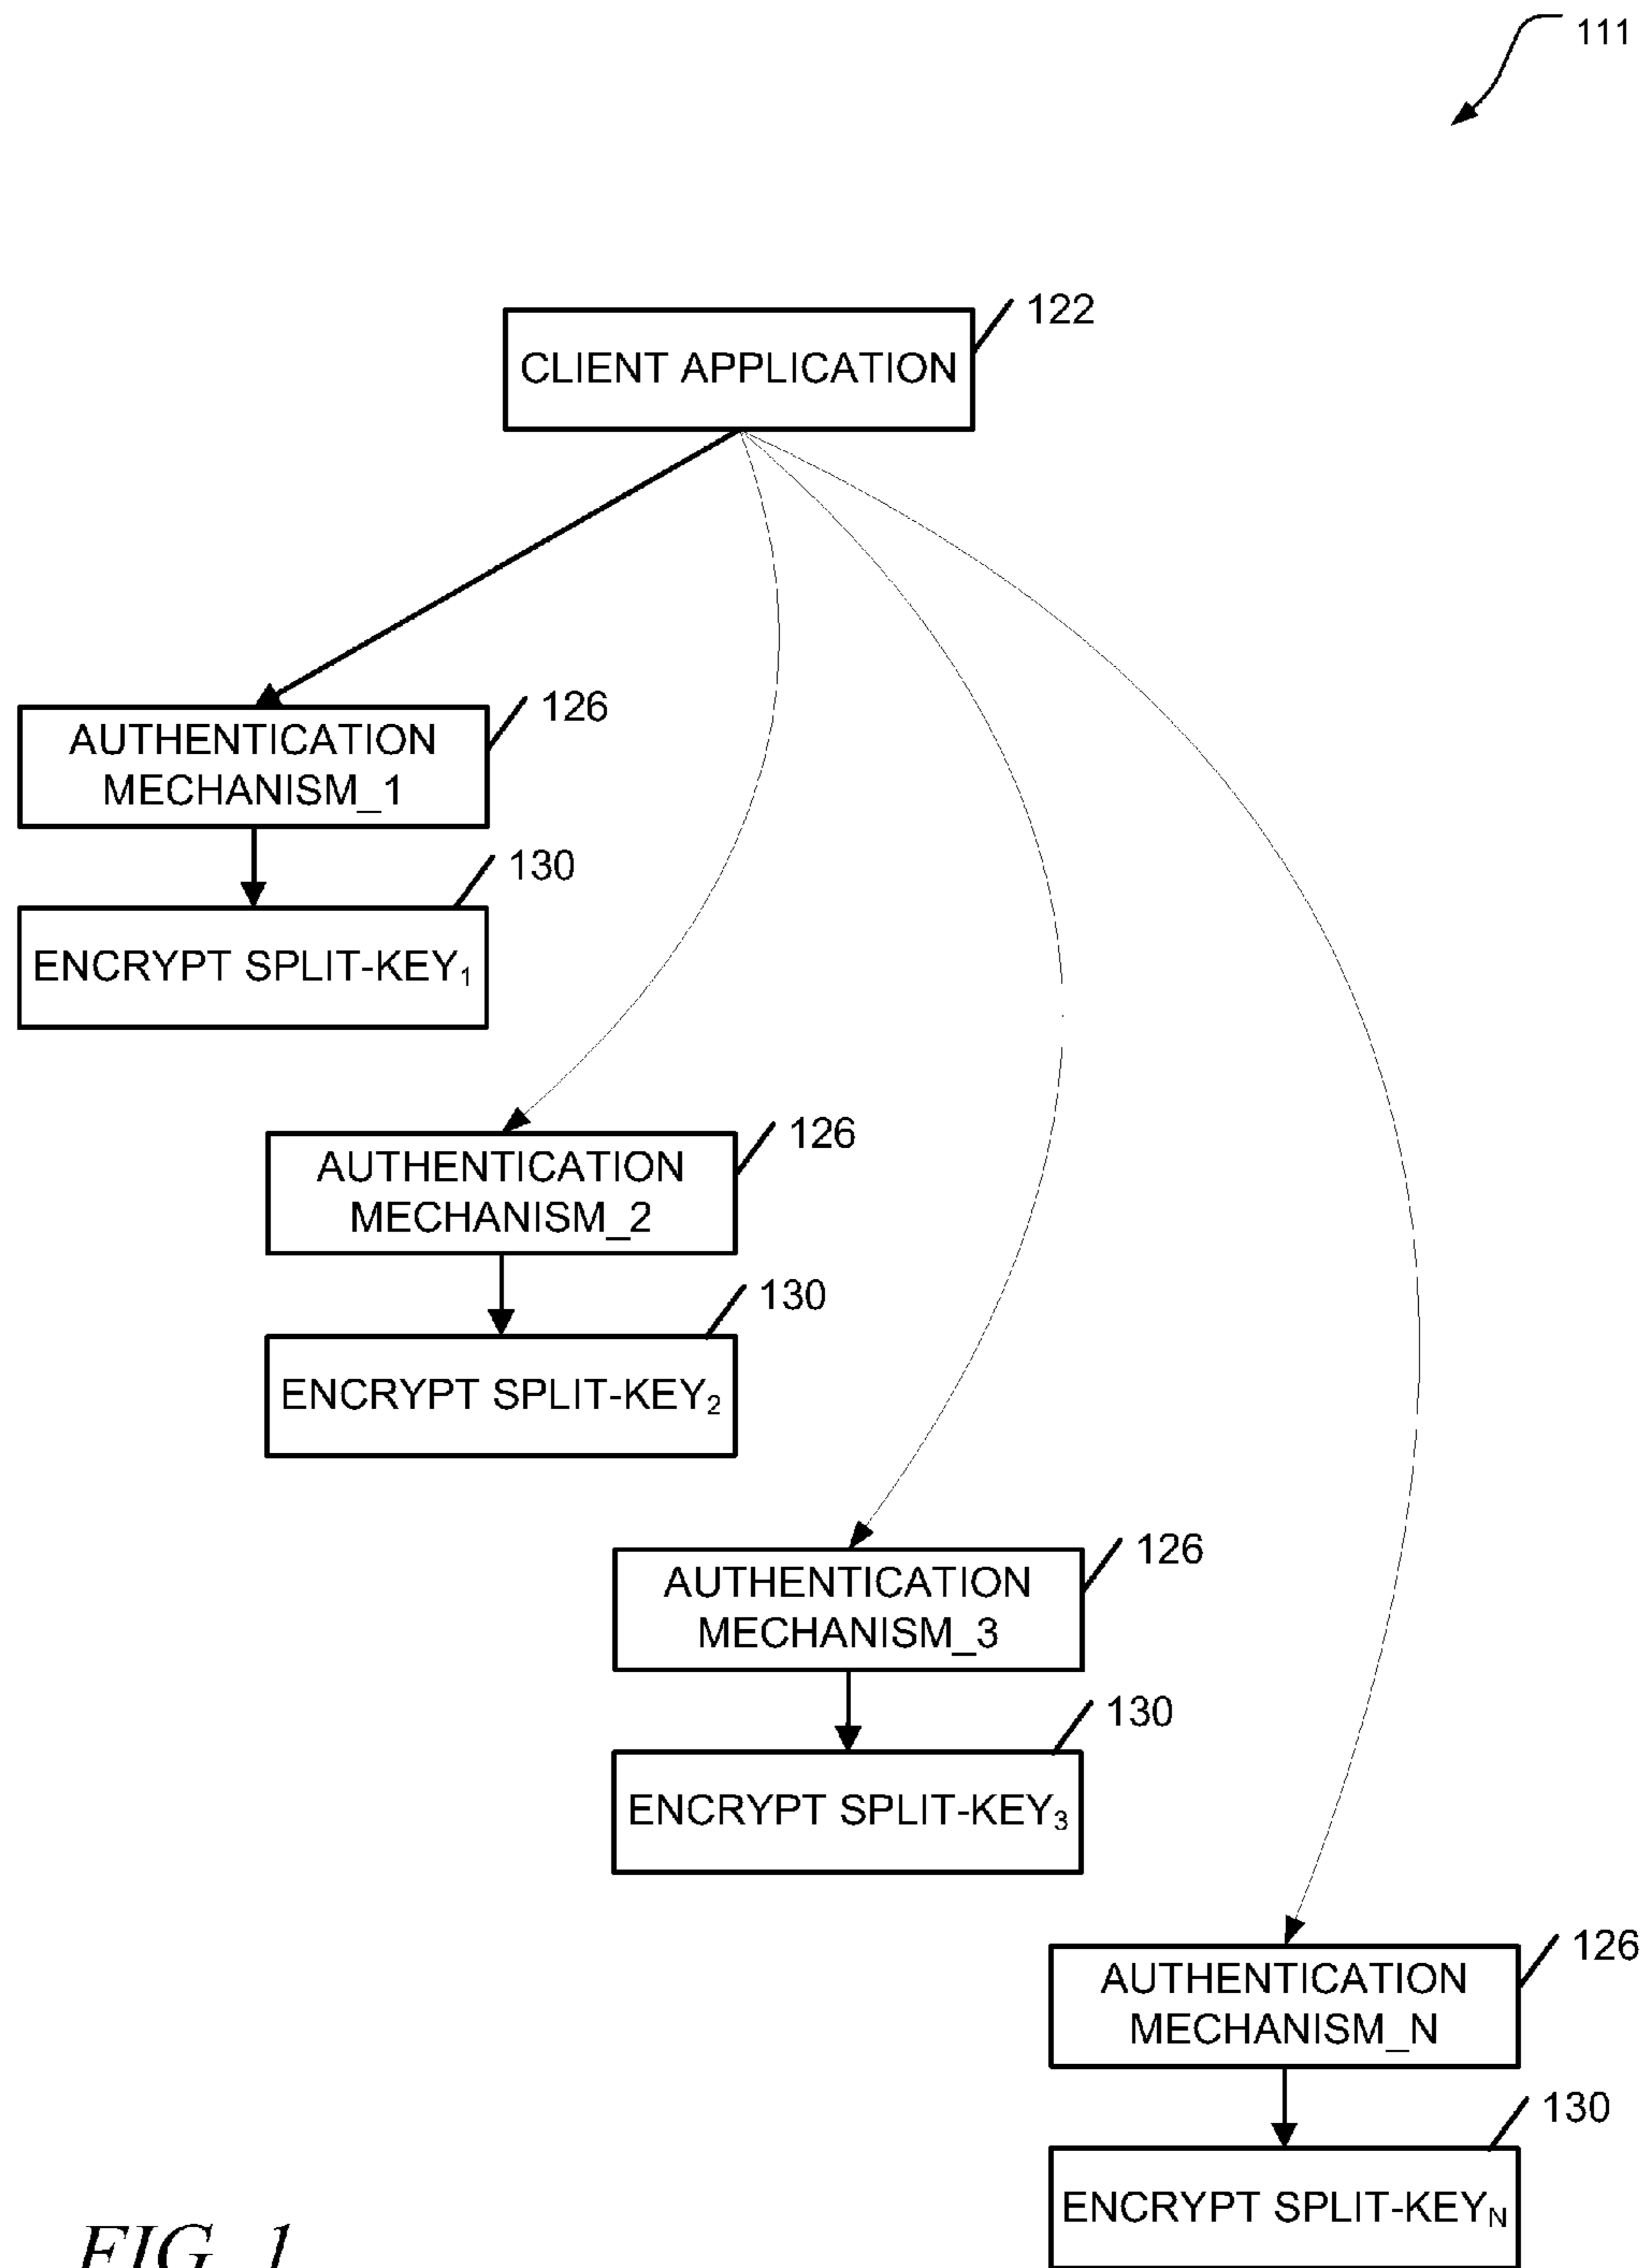 111
122
CLIENT APPLICATION
126
AUTHENTICATION
MECHANISM_1
130
ENCRYPT SPLIT-KEY₁
126
AUTHENTICATION
MECHANISM_2
130
ENCRYPT SPLIT-KEY₂
126
AUTHENTICATION
MECHANISM_3
130
ENCRYPT SPLIT-KEY₃
126
AUTHENTICATION
MECHANISM_N
130
ENCRYPT SPLIT-KEY_N
FIG. 1